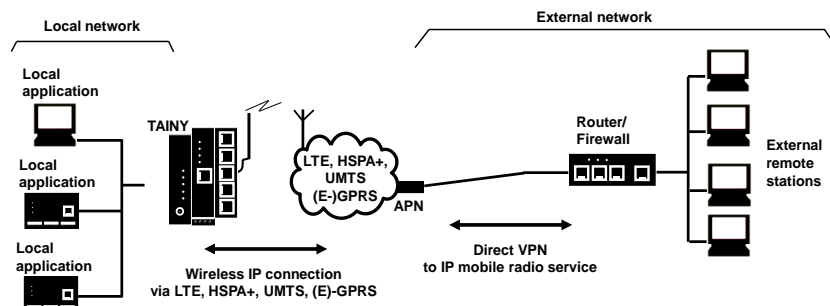 Local network
External network
Local
application
TAINY
Router/
Firewall
Local
application
LTE, HSPA+,
UMTS
(E-)GPRS
APN
External
remote
stations
Local
application
Wireless IP connection
via LTE, HSPA+, UMTS, (E)-GPRS
Direct VPN
to IP mobile radio service